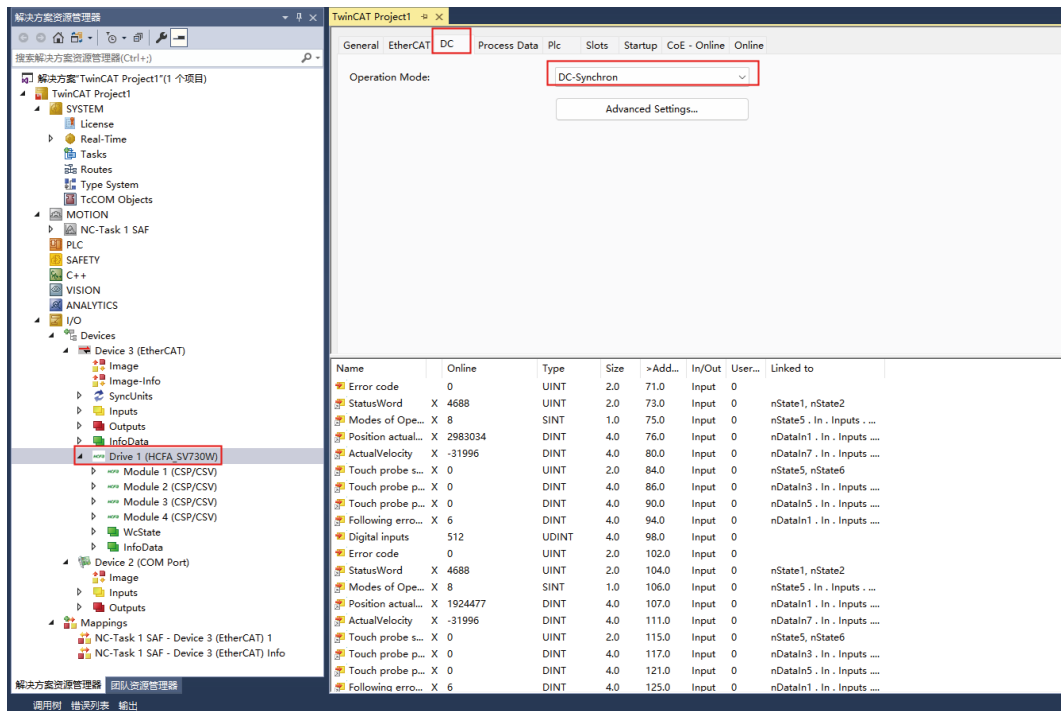 解决方案资源管理器
搜索解决方案资源管理器(Ctrl+;)
解决方案"TwinCAT Project1"(1 个项目)
TwinCAT Project1
SYSTEM
License
Real-Time
Tasks
Routes
Type System
TcCOM Objects
MOTION
NC-Task 1 SAF
PLC
SAFETY
C++
VISION
ANALYTICS
I/O
Devices
Device 3 (EtherCAT)
Image
Image-Info
SyncUnits
Inputs
Outputs
InfoData
Drive 1 (HCFA_SV730W)
Module 1 (CSP/CSV)
Module 2 (CSP/CSV)
Module 3 (CSP/CSV)
Module 4 (CSP/CSV)
WcState
InfoData
Device 2 (COM Port)
Image
Inputs
Outputs
Mappings
NC-Task 1 SAF - Device 3 (EtherCAT) 1
NC-Task 1 SAF - Device 3 (EtherCAT) Info
解决方案资源管理器 团队资源管理器
调用树 错误列表 输出
TwinCAT Project1
General EtherCAT DC Process Data Plc Slots Startup CoE - Online Online
Operation Mode: DC-Synchron
Advanced Settings...
Name Online Type Size >Add... In/Out User... Linked to
Error code 0 UINT 2.0 71.0 Input 0
StatusWord X 4688 UINT 2.0 73.0 Input 0 nState1, nState2
Modes of Ope... X 8 SINT 1.0 75.0 Input 0 nState5 . In . Inputs . ...
Position actual... X 2983034 DINT 4.0 76.0 Input 0 nDataIn1 . In . Inputs ....
ActualVelocity X -31996 DINT 4.0 80.0 Input 0 nDataIn7 . In . Inputs ....
Touch probe s... X 0 UINT 2.0 84.0 Input 0 nState5, nState6
Touch probe p... X 0 DINT 4.0 86.0 Input 0 nDataIn3 . In . Inputs ....
Touch probe p... X 0 DINT 4.0 90.0 Input 0 nDataIn5 . In . Inputs ....
Following erro... X 6 DINT 4.0 94.0 Input 0 nDataIn1 . In . Inputs ....
Digital inputs 512 UDINT 4.0 98.0 Input 0
Error code 0 UINT 2.0 102.0 Input 0
StatusWord X 4688 UINT 2.0 104.0 Input 0 nState1, nState2
Modes of Ope... X 8 SINT 1.0 106.0 Input 0 nState5 . In . Inputs . ...
Position actual... X 1924477 DINT 4.0 107.0 Input 0 nDataIn1 . In . Inputs ....
ActualVelocity X -31996 DINT 4.0 111.0 Input 0 nDataIn7 . In . Inputs ....
Touch probe s... X 0 UINT 2.0 115.0 Input 0 nState5, nState6
Touch probe p... X 0 DINT 4.0 117.0 Input 0 nDataIn3 . In . Inputs ....
Touch probe p... X 0 DINT 4.0 121.0 Input 0 nDataIn5 . In . Inputs ....
Following erro... X 6 DINT 4.0 125.0 Input 0 nDataIn1 . In . Inputs ....